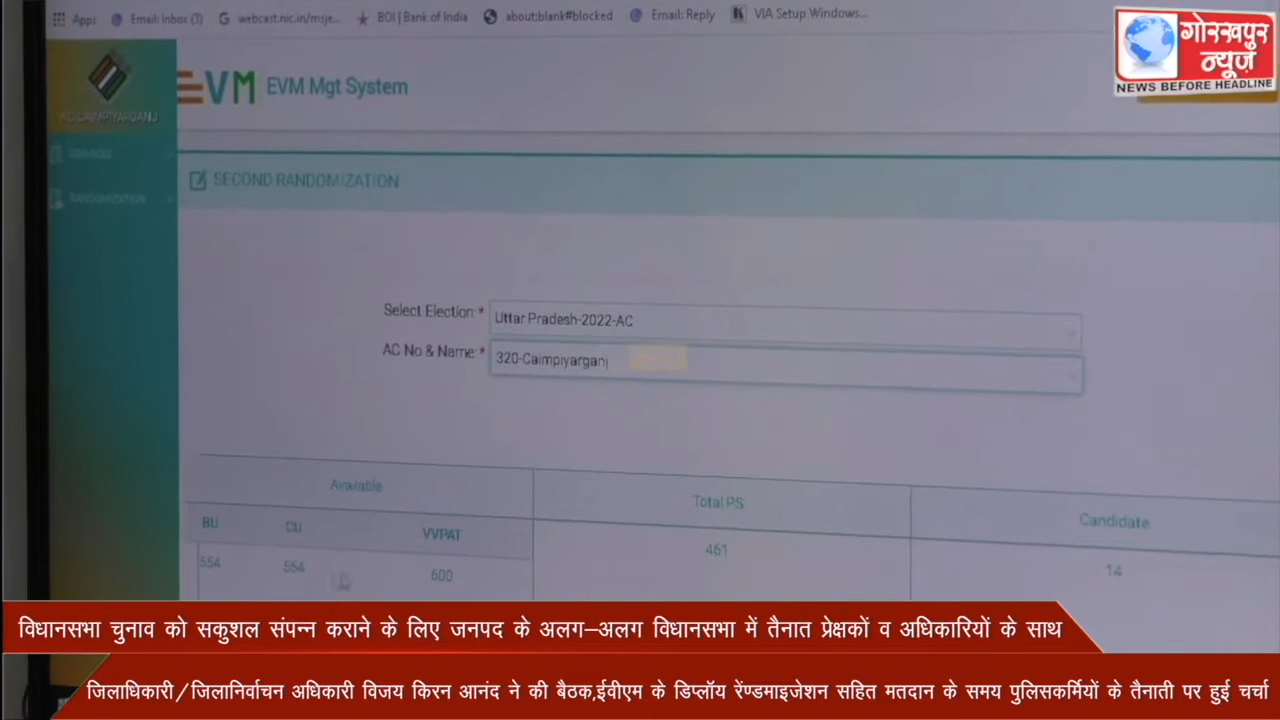 Apps Email: Inbox (3) webcast.nic.in/msje... BOI | Bank of India about:blank#blocked Email: Reply VIA Setup Windows...
गोरखपुर
न्यूज़
NEWS BEFORE HEADLINE
EVM EVM Mgt System
SERVICES
RANDOMIZATION
SECOND RANDOMIZATION
Select Election * Uttar Pradesh-2022-AC
AC No & Name: * 320-Caimpiyarganj
Available Total PS Candidate
BU CU VVPAT
554 554 600 461 14
विधानसभा चुनाव को सकुशल संपन्न कराने के लिए जनपद के अलग–अलग विधानसभा में तैनात प्रेक्षकों व अधिकारियों के साथ
जिलाधिकारी/जिलानिर्वाचन अधिकारी विजय किरन आनंद ने की बैठक,ईवीएम के डिप्लॉय रेंण्डमाइजेशन सहित मतदान के समय पुलिसकर्मियों के तैनाती पर हुई चर्चा